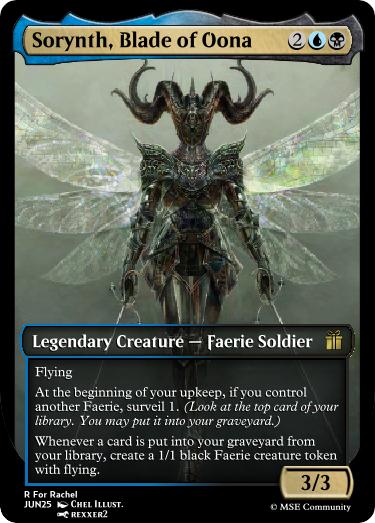 Sorynth, Blade of Oona 2
Legendary Creature — Faerie Soldier
Flying
At the beginning of your upkeep, if you control
another Faerie, surveil 1. (Look at the top card of your
library. You may put it into your graveyard.)
Whenever a card is put into your graveyard from
your library, create a 1/1 black Faerie creature token
with flying.
3/3
R For Rachel
JUN25 Chel Illust.
rexxer2
© MSE Community